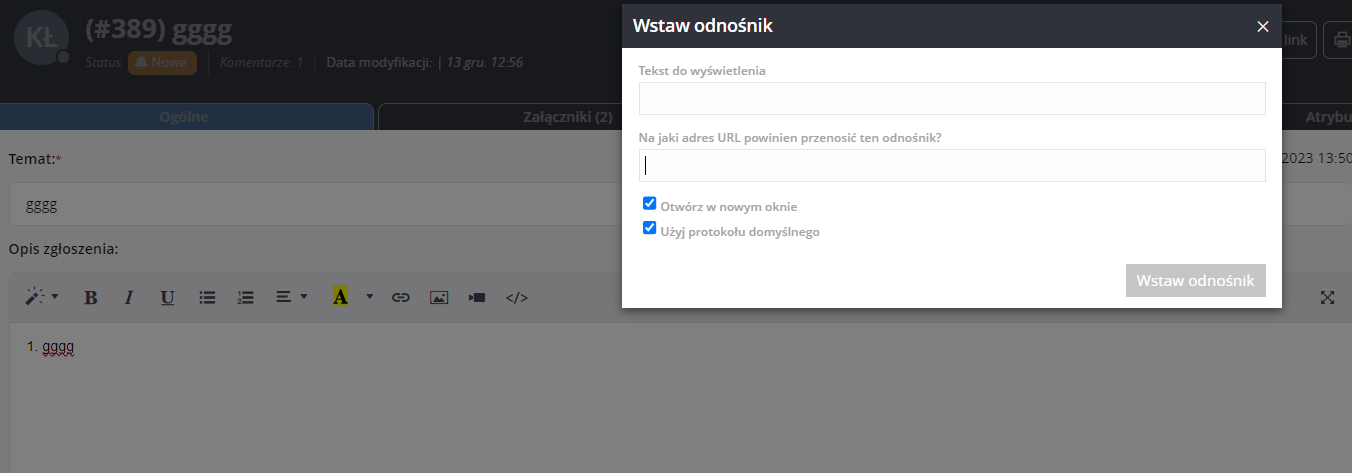 KŁ
(#389) gggg
Status Nowe Komentarze: 1 Data modyfikacji: | 13 gru. 12:56
Wstaw odnośnik ×
link
Ogólne
Załączniki (2)
Atrybu
Tekst do wyświetlenia
Na jaki adres URL powinien przenosić ten odnośnik?
Otwórz w nowym oknie
Użyj protokołu domyślnego
Wstaw odnośnik
Temat:*
2023 13:50
gggg
Opis zgłoszenia:
B I U A </>
1. gggg